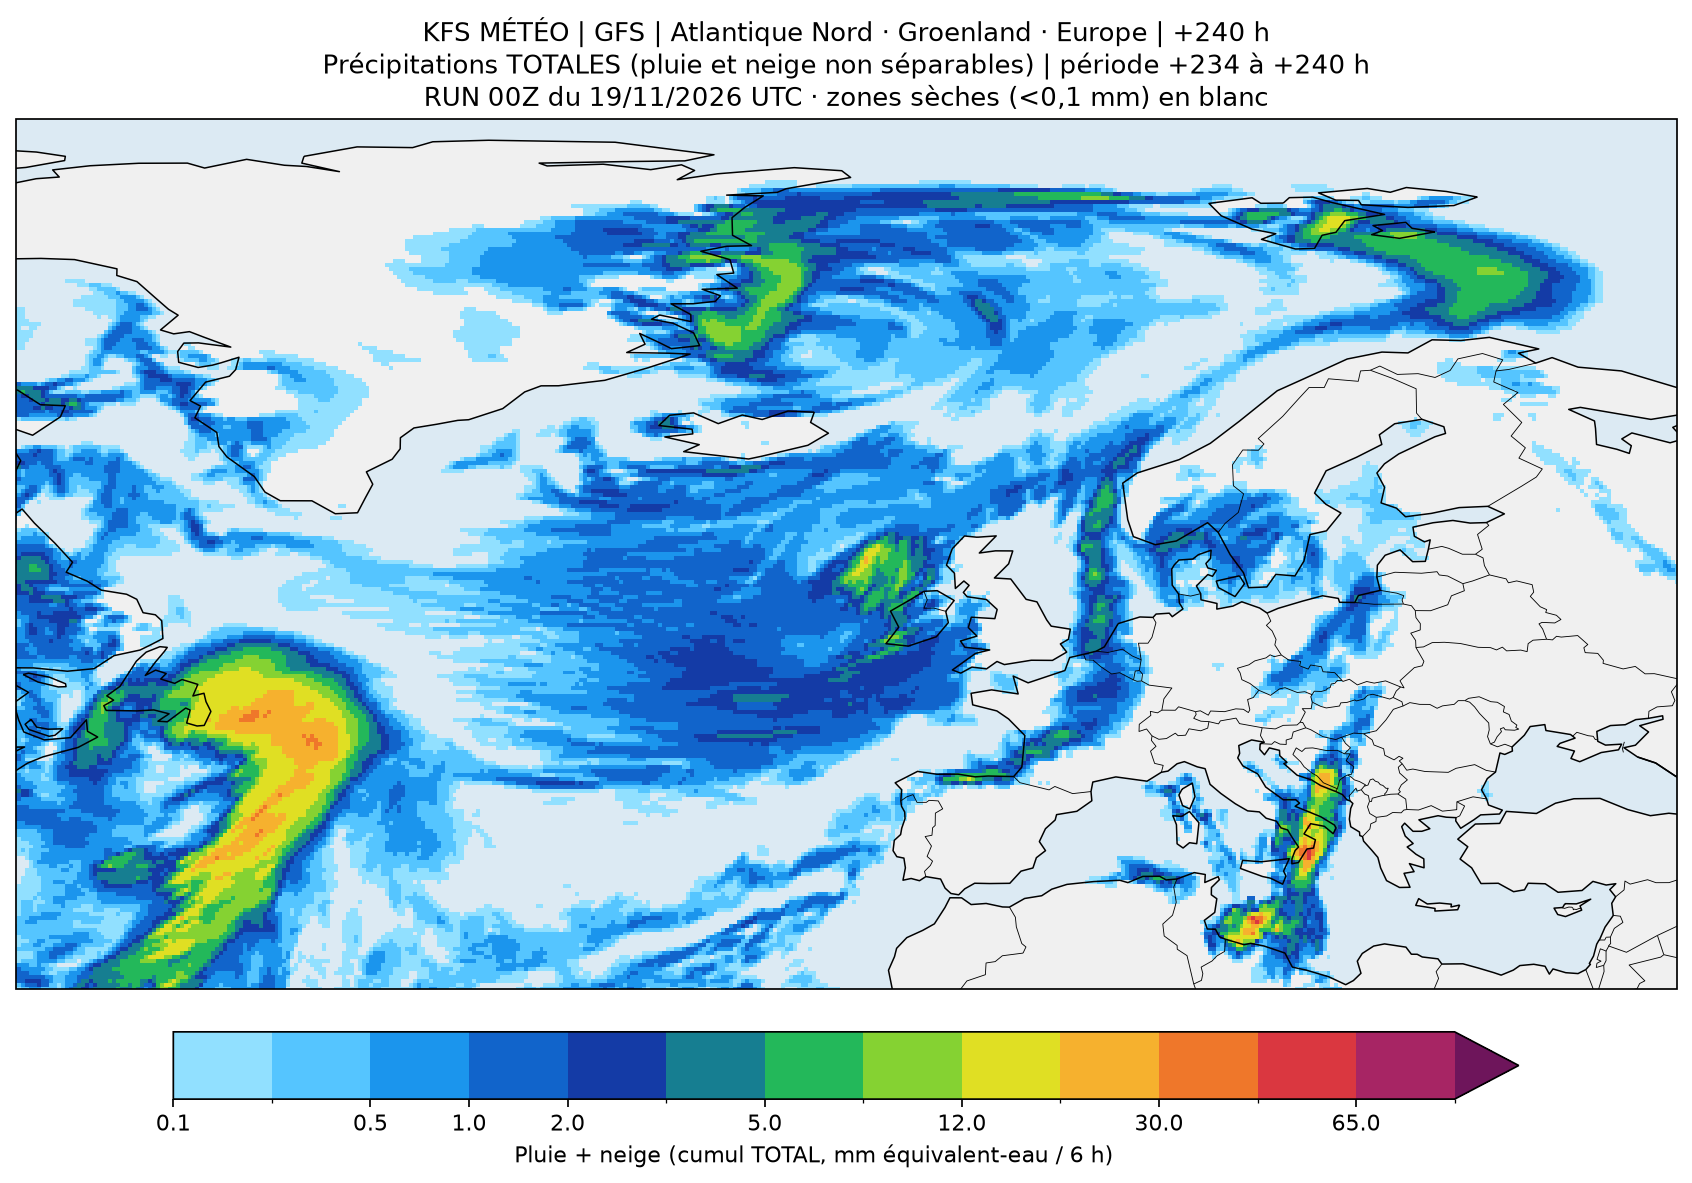 KFS MÉTÉO | GFS | Atlantique Nord · Groenland · Europe | +240 h
Précipitations TOTALES (pluie et neige non séparables) | période +234 à +240 h
RUN 00Z du 19/11/2026 UTC · zones sèches (<0,1 mm) en blanc
0.1 0.5 1.0 2.0 5.0 12.0 30.0 65.0
Pluie + neige (cumul TOTAL, mm équivalent-eau / 6 h)